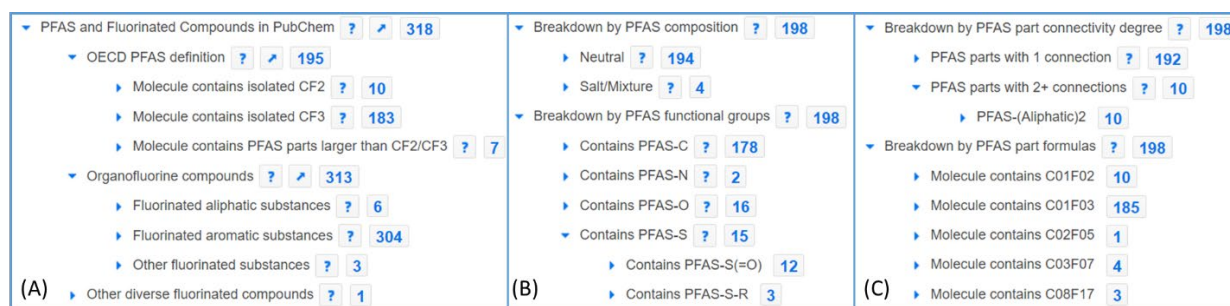 PFAS and Fluorinated Compounds in PubChem ? ↗ 318
OECD PFAS definition ? ↗ 195
Molecule contains isolated CF2 ? 10
Molecule contains isolated CF3 ? 183
Molecule contains PFAS parts larger than CF2/CF3 ? 7
Organofluorine compounds ? ↗ 313
Fluorinated aliphatic substances ? 6
Fluorinated aromatic substances ? 304
Other fluorinated substances ? 3
Other diverse fluorinated compounds ? 1
(A)
Breakdown by PFAS composition ? 198
Neutral ? 194
Salt/Mixture ? 4
Breakdown by PFAS functional groups ? 198
Contains PFAS-C ? 178
Contains PFAS-N ? 2
Contains PFAS-O ? 16
Contains PFAS-S ? 15
Contains PFAS-S(=O) 12
Contains PFAS-S-R 3
(B)
Breakdown by PFAS part connectivity degree ? 198
PFAS parts with 1 connection ? 192
PFAS parts with 2+ connections ? 10
PFAS-(Aliphatic)2 10
Breakdown by PFAS part formulas ? 198
Molecule contains C01F02 10
Molecule contains C01F03 185
Molecule contains C02F05 1
Molecule contains C03F07 4
Molecule contains C08F17 3
(C)